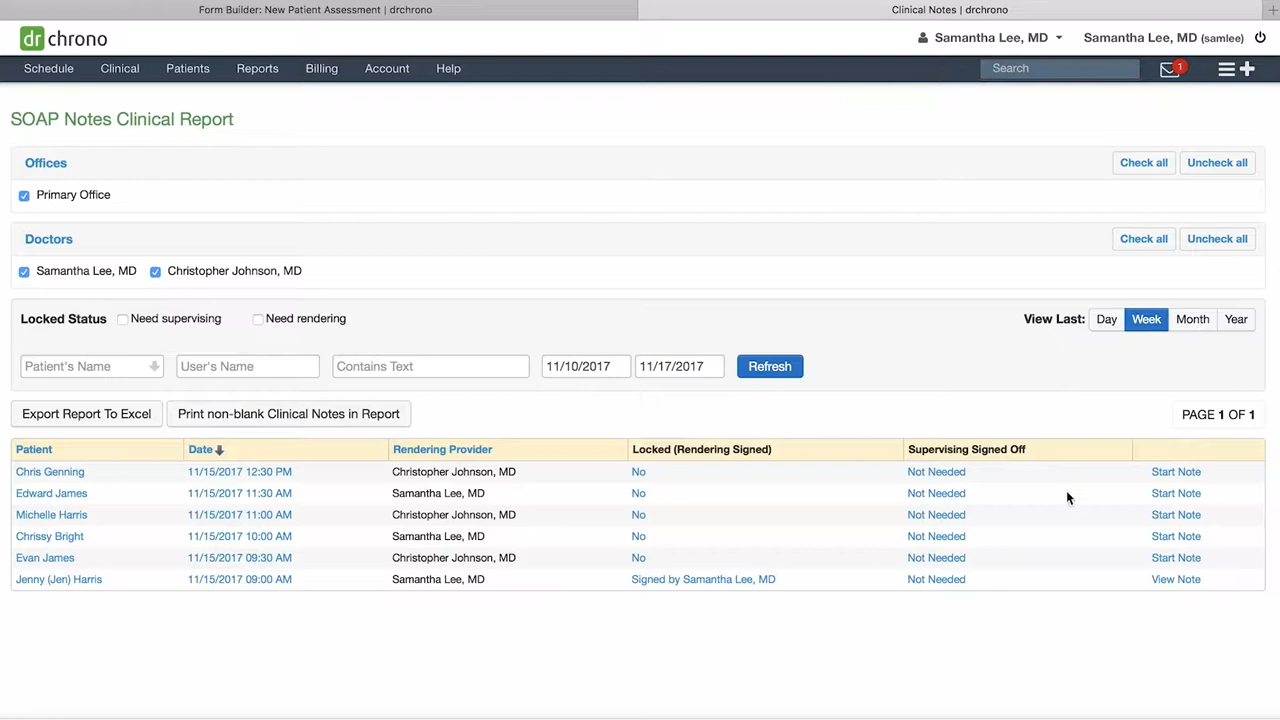 Form Builder: New Patient Assessment | drchrono
Clinical Notes | drchrono
dr chrono
Samantha Lee, MD
Samantha Lee, MD (samlee)
Schedule Clinical Patients Reports Billing Account Help
Search
1
SOAP Notes Clinical Report
Offices
Check all Uncheck all
Primary Office
Doctors
Check all Uncheck all
Samantha Lee, MD Christopher Johnson, MD
Locked Status Need supervising Need rendering
View Last: Day Week Month Year
Patient's Name User's Name Contains Text 11/10/2017 11/17/2017 Refresh
Export Report To Excel Print non-blank Clinical Notes in Report
PAGE 1 OF 1
Patient Date Rendering Provider Locked (Rendering Signed) Supervising Signed Off
Chris Genning 11/15/2017 12:30 PM Christopher Johnson, MD No Not Needed Start Note
Edward James 11/15/2017 11:30 AM Samantha Lee, MD No Not Needed Start Note
Michelle Harris 11/15/2017 11:00 AM Christopher Johnson, MD No Not Needed Start Note
Chrissy Bright 11/15/2017 10:00 AM Samantha Lee, MD No Not Needed Start Note
Evan James 11/15/2017 09:30 AM Christopher Johnson, MD No Not Needed Start Note
Jenny (Jen) Harris 11/15/2017 09:00 AM Samantha Lee, MD Signed by Samantha Lee, MD Not Needed View Note